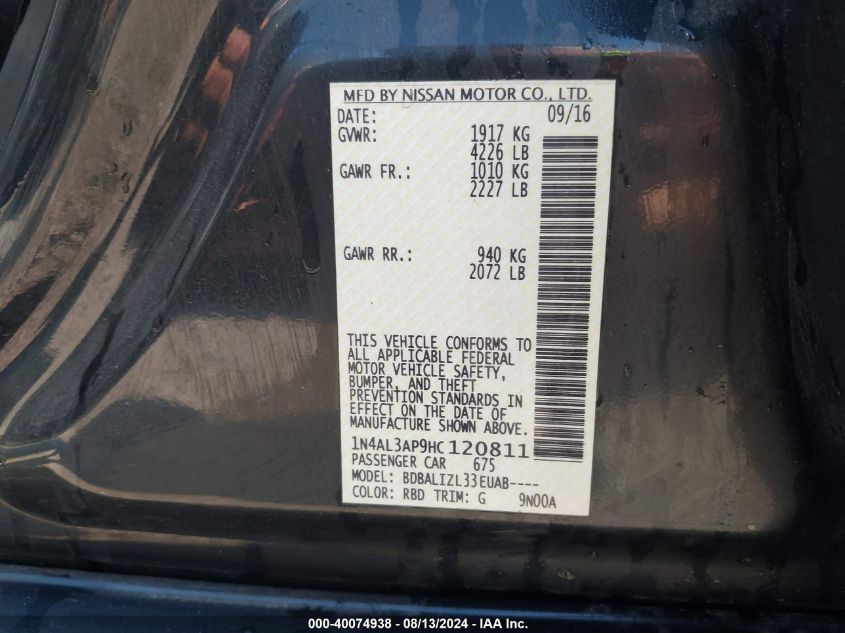 MFD BY NISSAN MOTOR CO., LTD.
DATE: 09/16
GVWR: 1917 KG
4226 LB
GAWR FR.: 1010 KG
2227 LB
GAWR RR.: 940 KG
2072 LB
THIS VEHICLE CONFORMS TO
ALL APPLICABLE FEDERAL
MOTOR VEHICLE SAFETY,
BUMPER, AND THEFT
PREVENTION STANDARDS IN
EFFECT ON THE DATE OF
MANUFACTURE SHOWN ABOVE.
1N4AL3AP9HC120811
PASSENGER CAR 675
MODEL: BDBALIZL33EUAB----
COLOR: RBD TRIM: G 9N00A
000-40074938 - 08/13/2024 - IAA Inc.